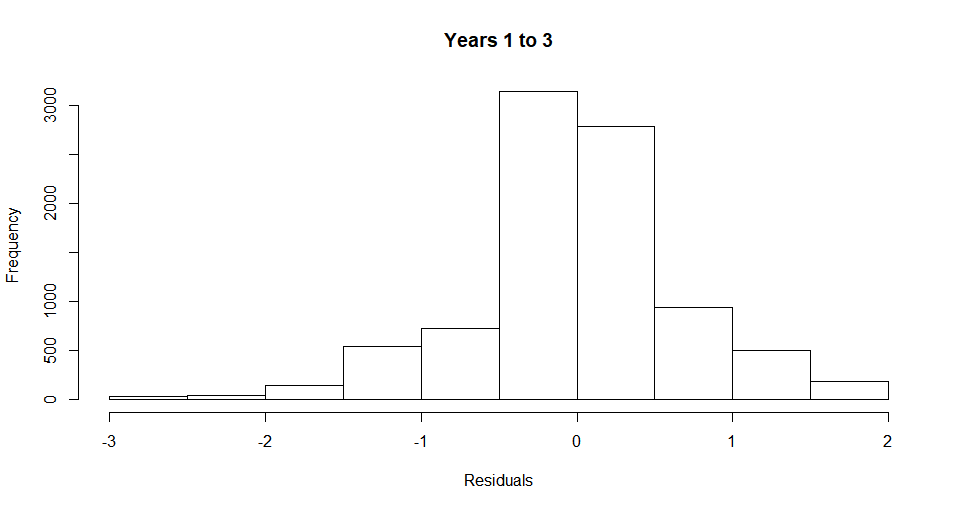 Years 1 to 3
Frequency
3000
2000
1000
500
0
-3 -2 -1 0 1 2
Residuals